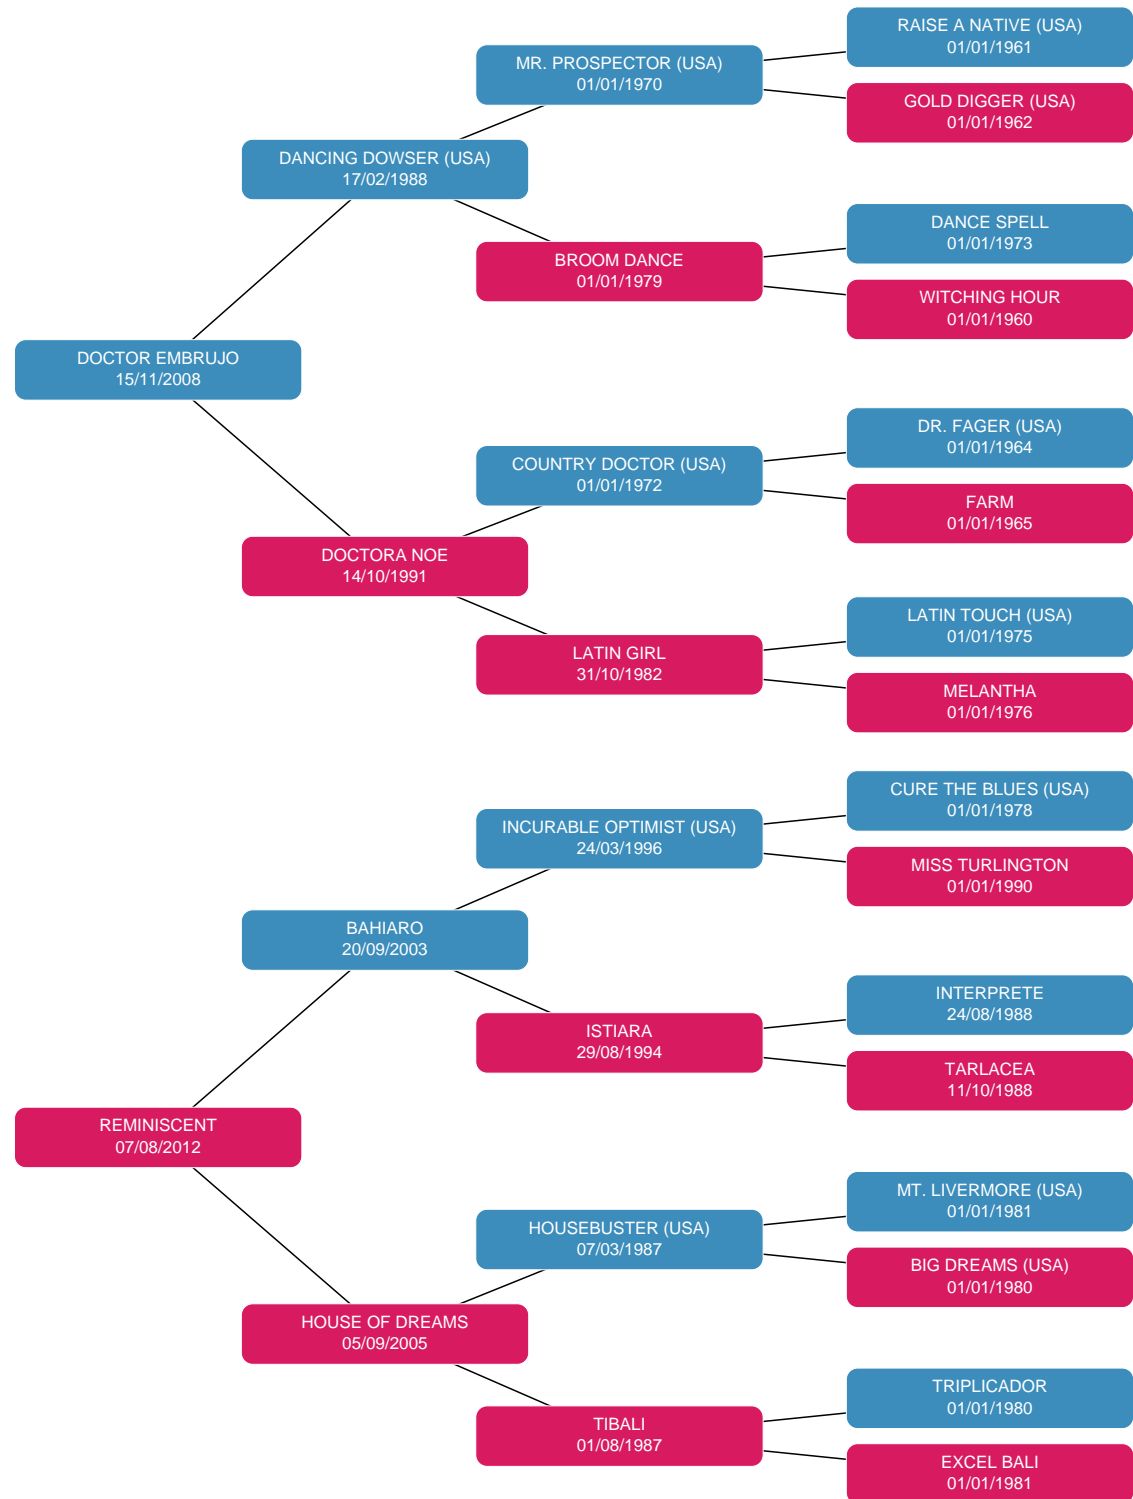 RAISE A NATIVE (USA)
01/01/1961
MR. PROSPECTOR (USA)
01/01/1970
GOLD DIGGER (USA)
01/01/1962
DANCING DOWSER (USA)
17/02/1988
DANCE SPELL
01/01/1973
BROOM DANCE
01/01/1979
WITCHING HOUR
01/01/1960
DOCTOR EMBRUJO
15/11/2008
DR. FAGER (USA)
01/01/1964
COUNTRY DOCTOR (USA)
01/01/1972
FARM
01/01/1965
DOCTORA NOE
14/10/1991
LATIN TOUCH (USA)
01/01/1975
LATIN GIRL
31/10/1982
MELANTHA
01/01/1976
CURE THE BLUES (USA)
01/01/1978
INCURABLE OPTIMIST (USA)
24/03/1996
MISS TURLINGTON
01/01/1990
BAHIARO
20/09/2003
INTERPRETE
24/08/1988
ISTIARA
29/08/1994
TARLACEA
11/10/1988
REMINISCENT
07/08/2012
MT. LIVERMORE (USA)
01/01/1981
HOUSEBUSTER (USA)
07/03/1987
BIG DREAMS (USA)
01/01/1980
HOUSE OF DREAMS
05/09/2005
TRIPLICADOR
01/01/1980
TIBALI
01/08/1987
EXCEL BALI
01/01/1981